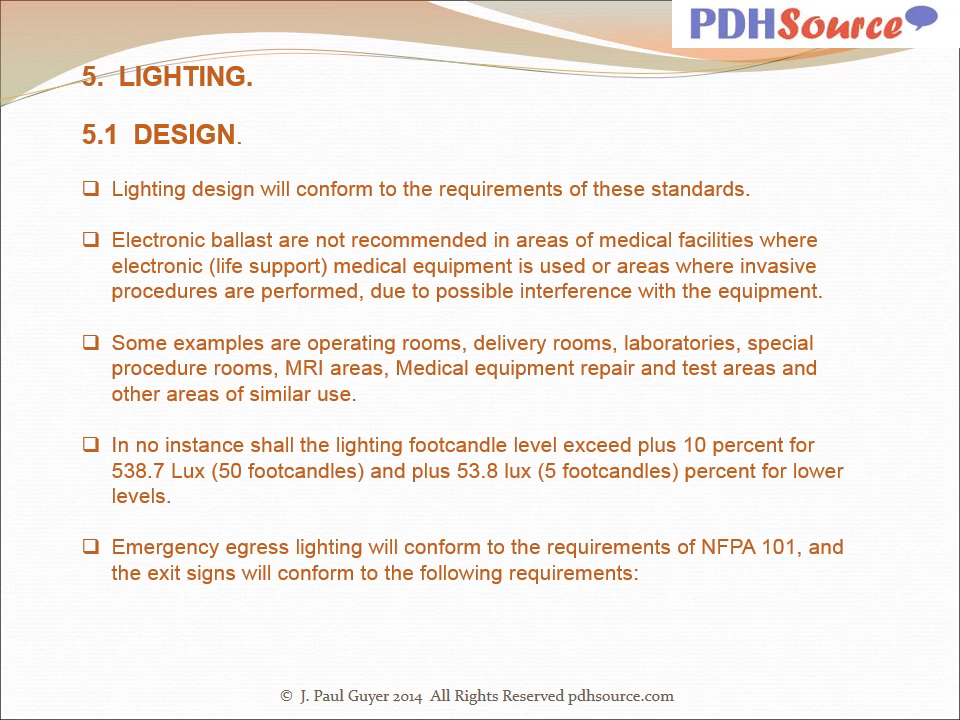 PDHSource
5. LIGHTING.
5.1 DESIGN.
❑ Lighting design will conform to the requirements of these standards.
❑ Electronic ballast are not recommended in areas of medical facilities where
electronic (life support) medical equipment is used or areas where invasive
procedures are performed, due to possible interference with the equipment.
❑ Some examples are operating rooms, delivery rooms, laboratories, special
procedure rooms, MRI areas, Medical equipment repair and test areas and
other areas of similar use.
❑ In no instance shall the lighting footcandle level exceed plus 10 percent for
538.7 Lux (50 footcandles) and plus 53.8 lux (5 footcandles) percent for lower
levels.
❑ Emergency egress lighting will conform to the requirements of NFPA 101, and
the exit signs will conform to the following requirements:
© J. Paul Guyer 2014 All Rights Reserved pdhsource.com